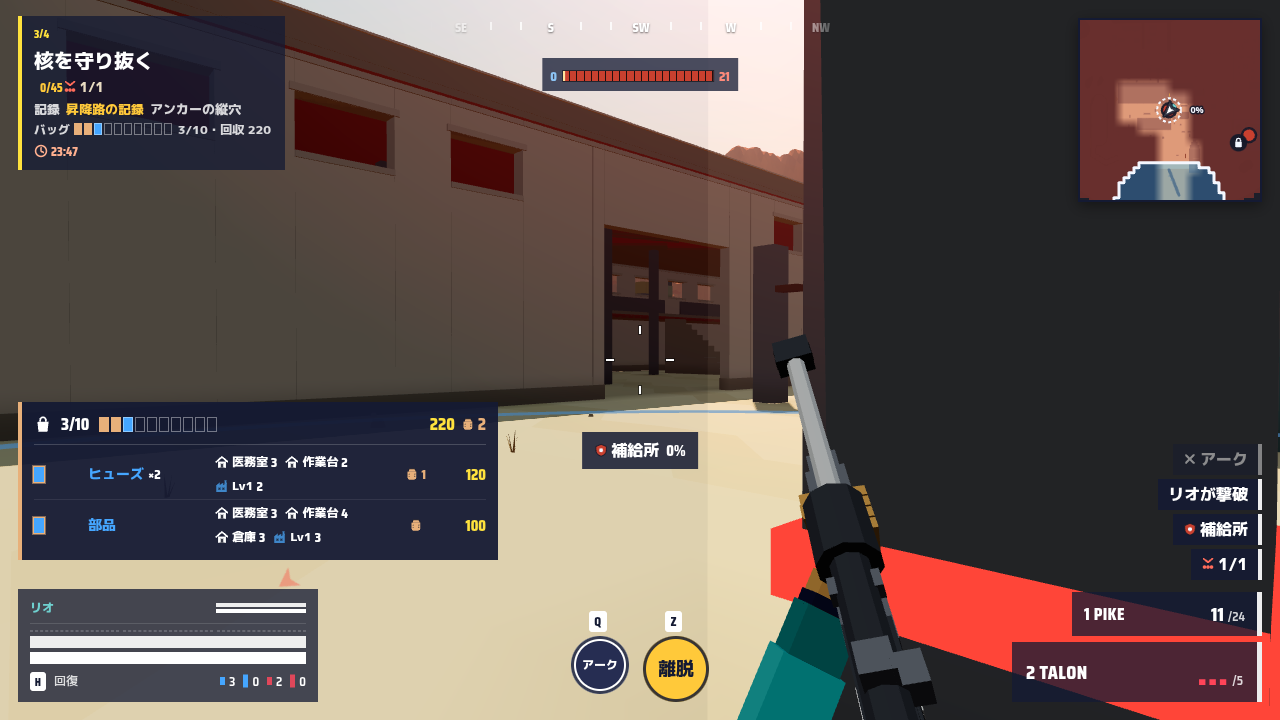 3/4
核を守り抜く
0/45 1/1
記録 昇降路の記録 アンカーの縦穴
バッグ 3/10・回収 220
23:47
SE S SW W NW
0 21
0%
3/10 220 2
ヒューズ ×2 医務室 3 作業台 2 1 120
Lv1 2
部品 医務室 3 作業台 4 100
倉庫 3 Lv1 3
補給所 0%
× アーク
リオが撃破
補給所
1/1
1 PIKE 11 /24
2 TALON /5
リオ
H 回復 3 0 2 0
Q Z
アーク 離脱